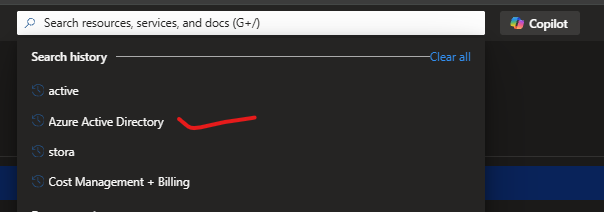 Search resources, services, and docs (G+/)
Copilot
Search history
Clear all
active
Azure Active Directory
stora
Cost Management + Billing